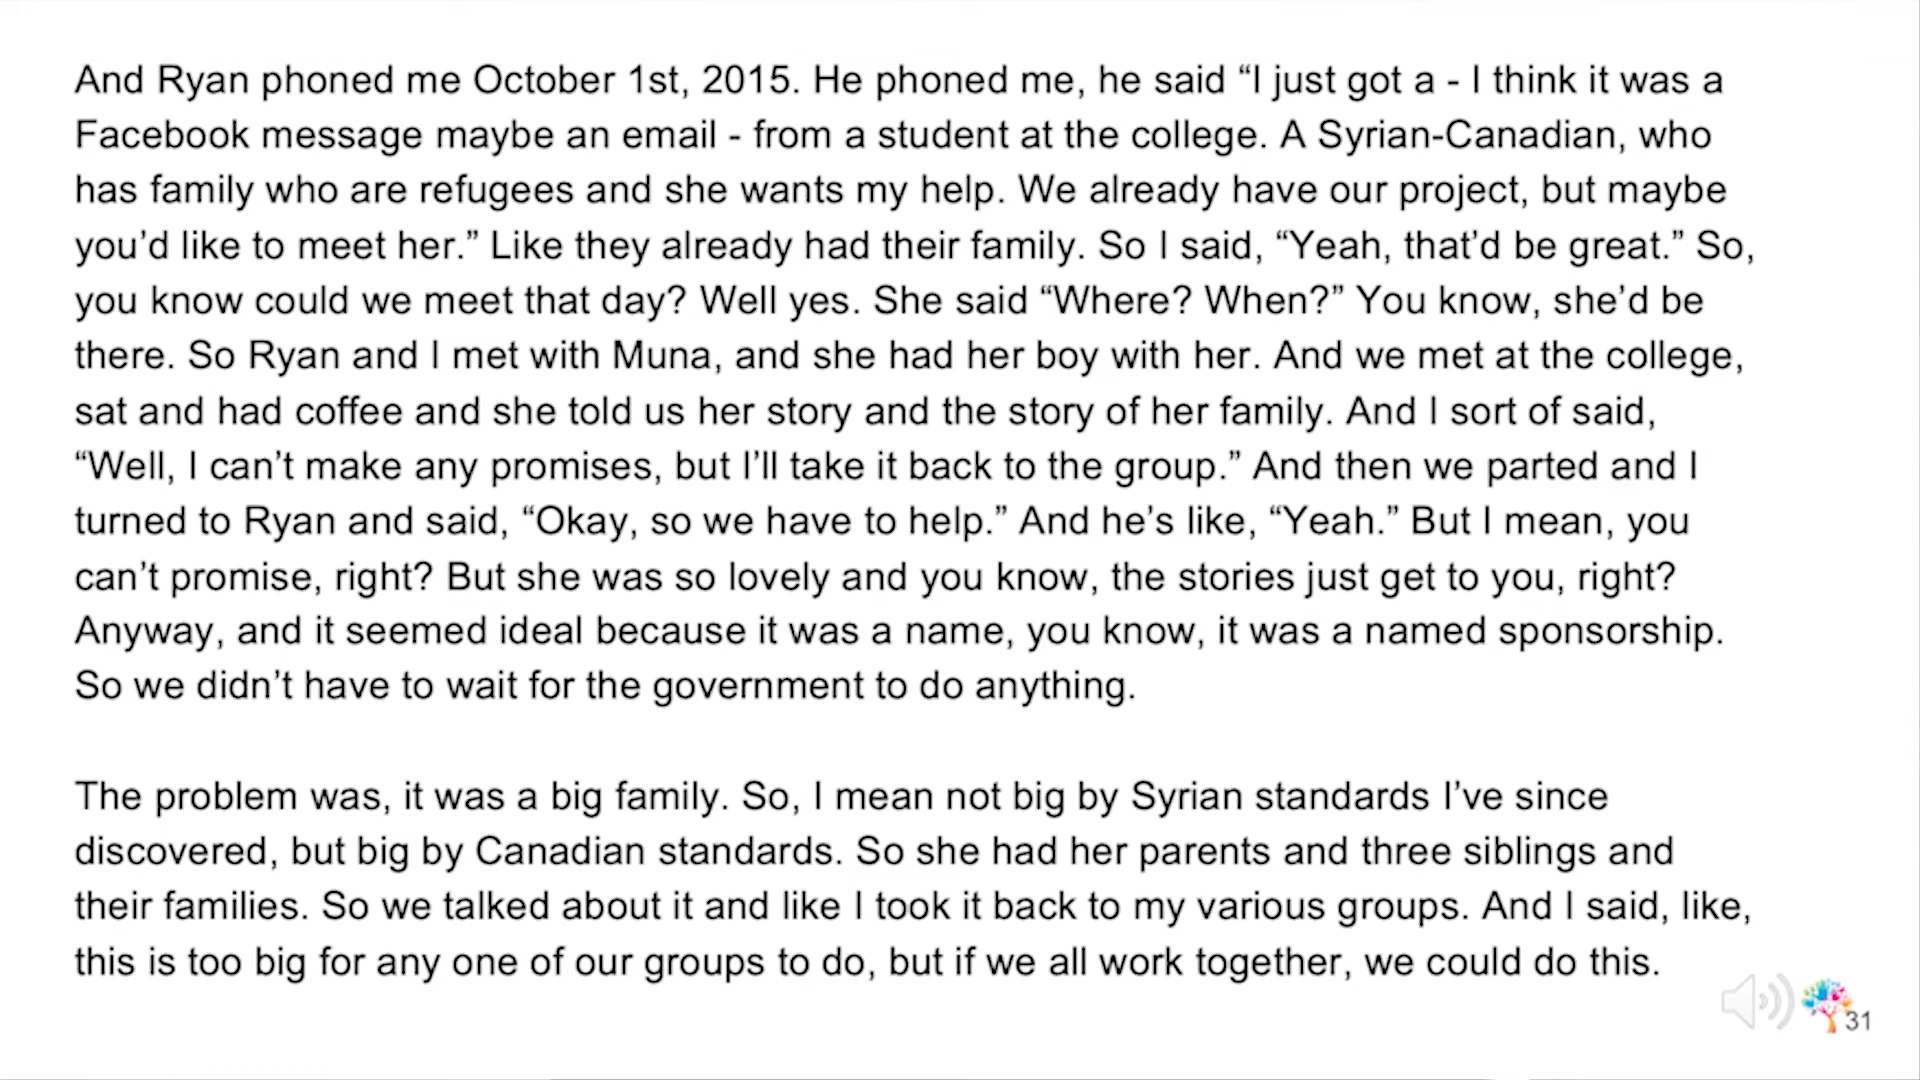 And Ryan phoned me October 1st, 2015. He phoned me, he said “I just got a - I think it was a
Facebook message maybe an email - from a student at the college. A Syrian-Canadian, who
has family who are refugees and she wants my help. We already have our project, but maybe
you’d like to meet her.” Like they already had their family. So I said, “Yeah, that’d be great.” So,
you know could we meet that day? Well yes. She said “Where? When?” You know, she’d be
there. So Ryan and I met with Muna, and she had her boy with her. And we met at the college,
sat and had coffee and she told us her story and the story of her family. And I sort of said,
“Well, I can’t make any promises, but I’ll take it back to the group.” And then we parted and I
turned to Ryan and said, “Okay, so we have to help.” And he’s like, “Yeah.” But I mean, you
can’t promise, right? But she was so lovely and you know, the stories just get to you, right?
Anyway, and it seemed ideal because it was a name, you know, it was a named sponsorship.
So we didn’t have to wait for the government to do anything.
The problem was, it was a big family. So, I mean not big by Syrian standards I’ve since
discovered, but big by Canadian standards. So she had her parents and three siblings and
their families. So we talked about it and like I took it back to my various groups. And I said, like,
this is too big for any one of our groups to do, but if we all work together, we could do this.
31